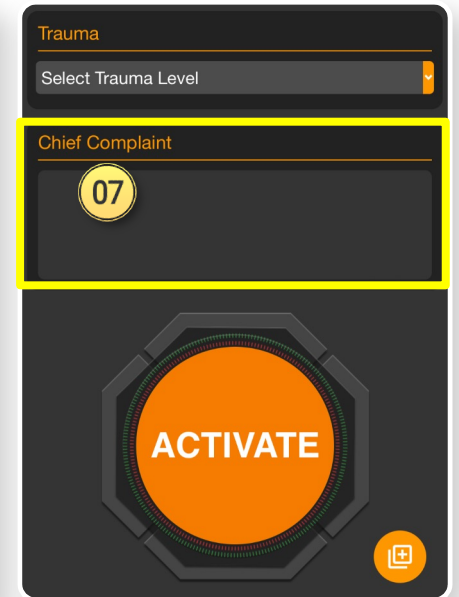 Trauma
Select Trauma Level
Chief Complaint
07
ACTIVATE